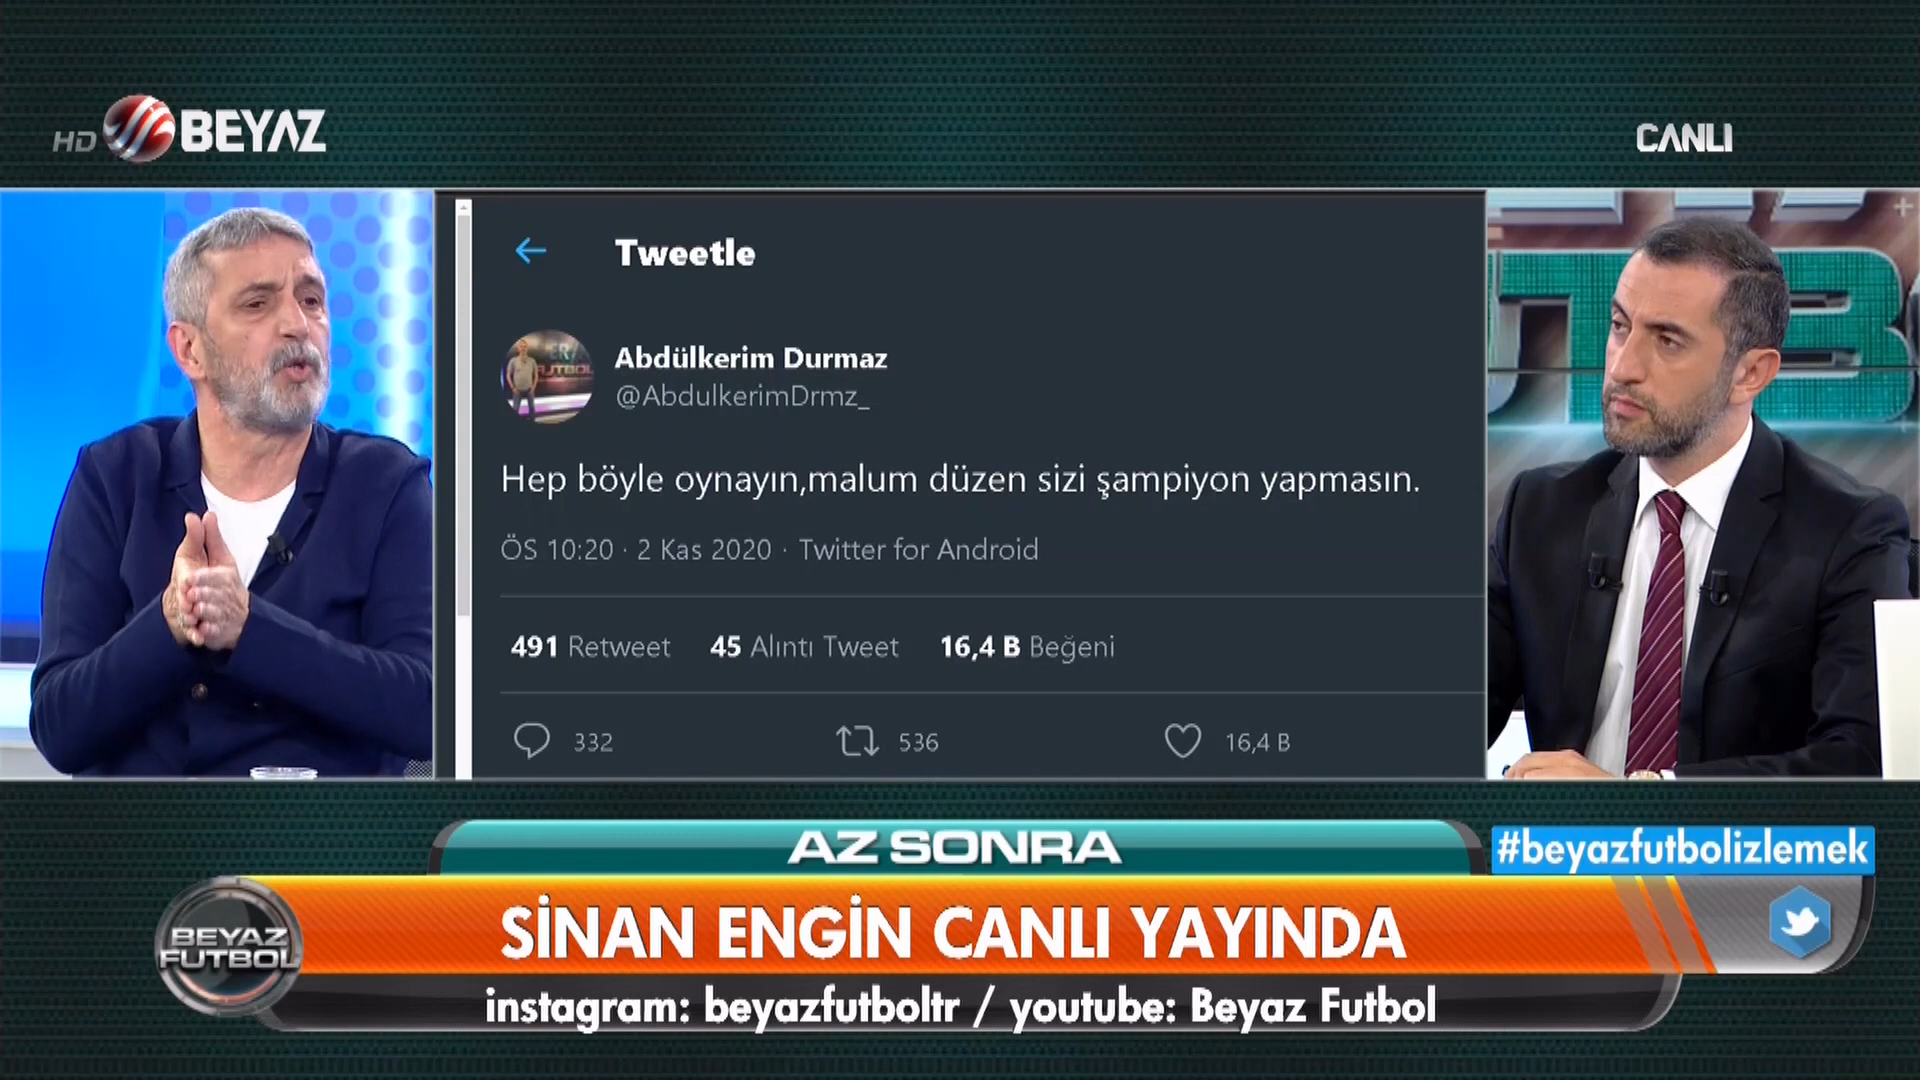 HD BEYAZ
CANLI
Tweetle
Abdülkerim Durmaz
@AbdulkerimDrmz_
Hep böyle oynayın,malum düzen sizi şampiyon yapmasın.
ÖS 10:20 · 2 Kas 2020 · Twitter for Android
491 Retweet 45 Alıntı Tweet 16,4 B Beğeni
332 536 16,4 B
AZ SONRA
#beyazfutbolizlemek
BEYAZ
FUTBOL
SİNAN ENGİN CANLI YAYINDA
instagram: beyazfutboltr / youtube: Beyaz Futbol